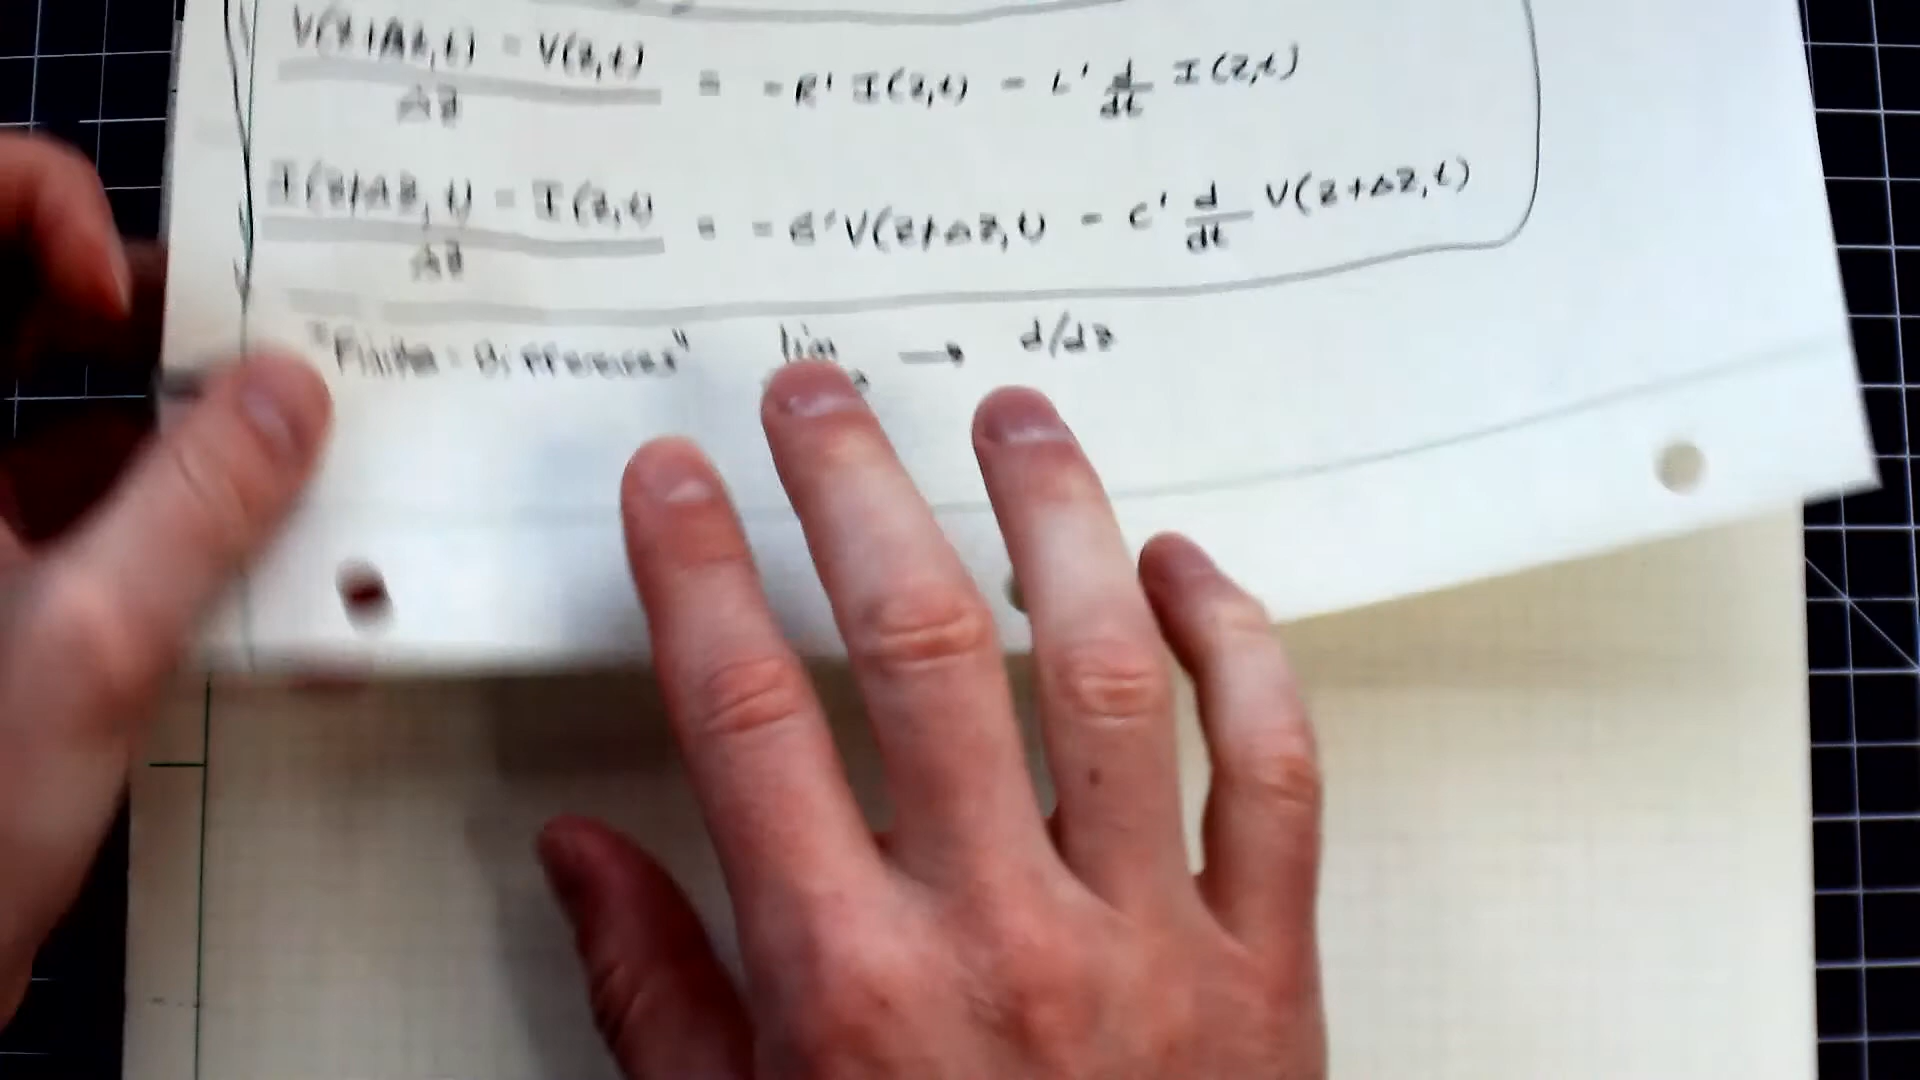 V(z+Δz,t) - V(z,t) / Δz = -R' I(z,t) - L' d/dt I(z,t)
I(z+Δz,t) - I(z,t) / Δz = -G' V(z+Δz,t) - C' d/dt V(z+Δz,t)
"Finite-Differences" lim → d/dz